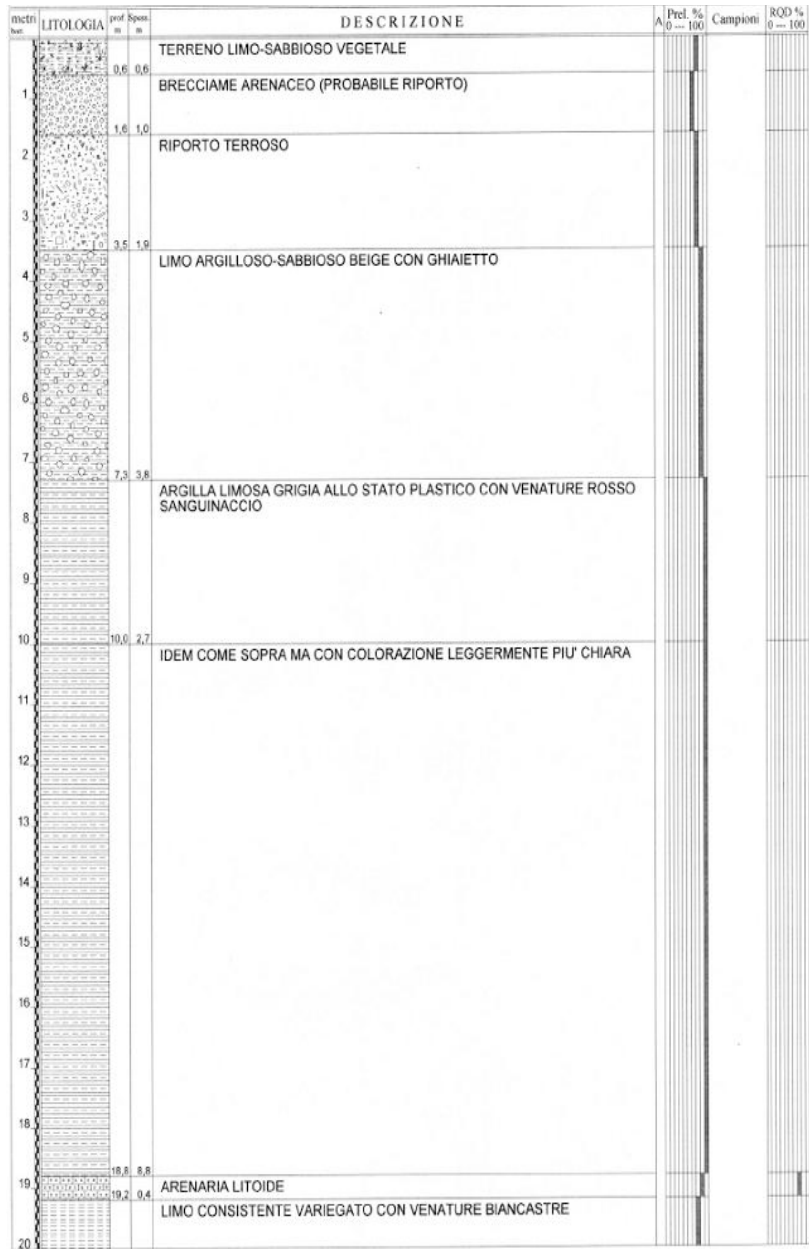 metri batt. LITOLOGIA prof. m Spess. m DESCRIZIONE A Prel. % 0 --- 100 Campioni RQD % 0 --- 100
TERRENO LIMO-SABBIOSO VEGETALE
0,6 0,6
BRECCIAME ARENACEO (PROBABILE RIPORTO)
1
1,6 1,0
RIPORTO TERROSO
2
3
3,5 1,9
LIMO ARGILLOSO-SABBIOSO BEIGE CON GHIAIETTO
4
5
6
7
7,3 3,8
ARGILLA LIMOSA GRIGIA ALLO STATO PLASTICO CON VENATURE ROSSO
SANGUINACCIO
8
9
10 10,0 2,7
IDEM COME SOPRA MA CON COLORAZIONE LEGGERMENTE PIU' CHIARA
11
12
13
14
15
16
17
18
18,8 8,8
19 ARENARIA LITOIDE
19,2 0,4
LIMO CONSISTENTE VARIEGATO CON VENATURE BIANCASTRE
20